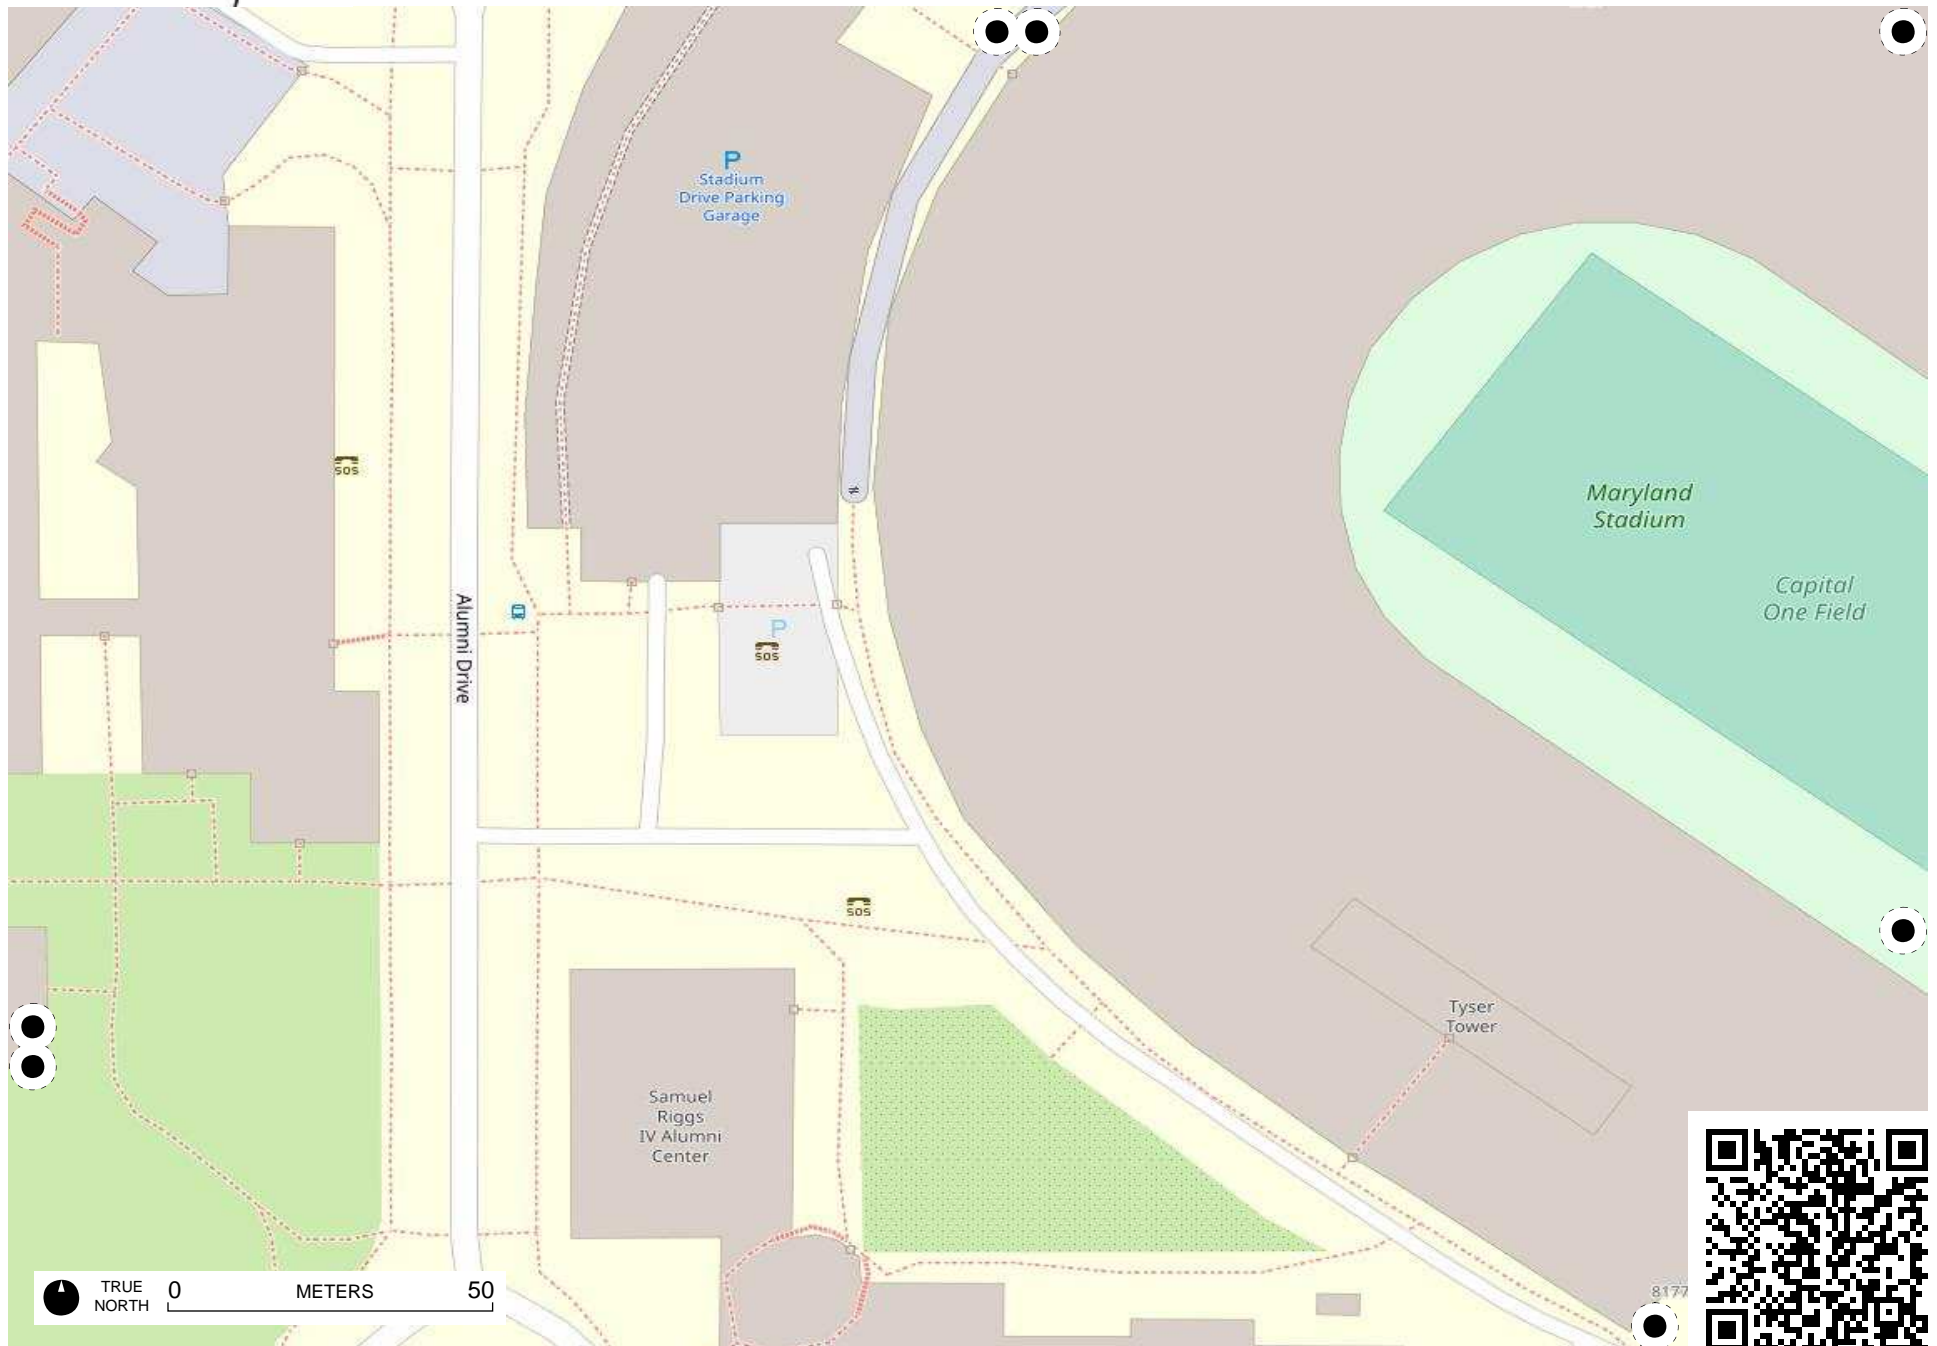 P
Stadium
Drive Parking
Garage
SOS
Maryland
Stadium
Capital
One Field
Alumni Drive
P
SOS
SOS
Tyser
Tower
Samuel
Riggs
IV Alumni
Center
TRUE
NORTH
0
METERS
50
8177